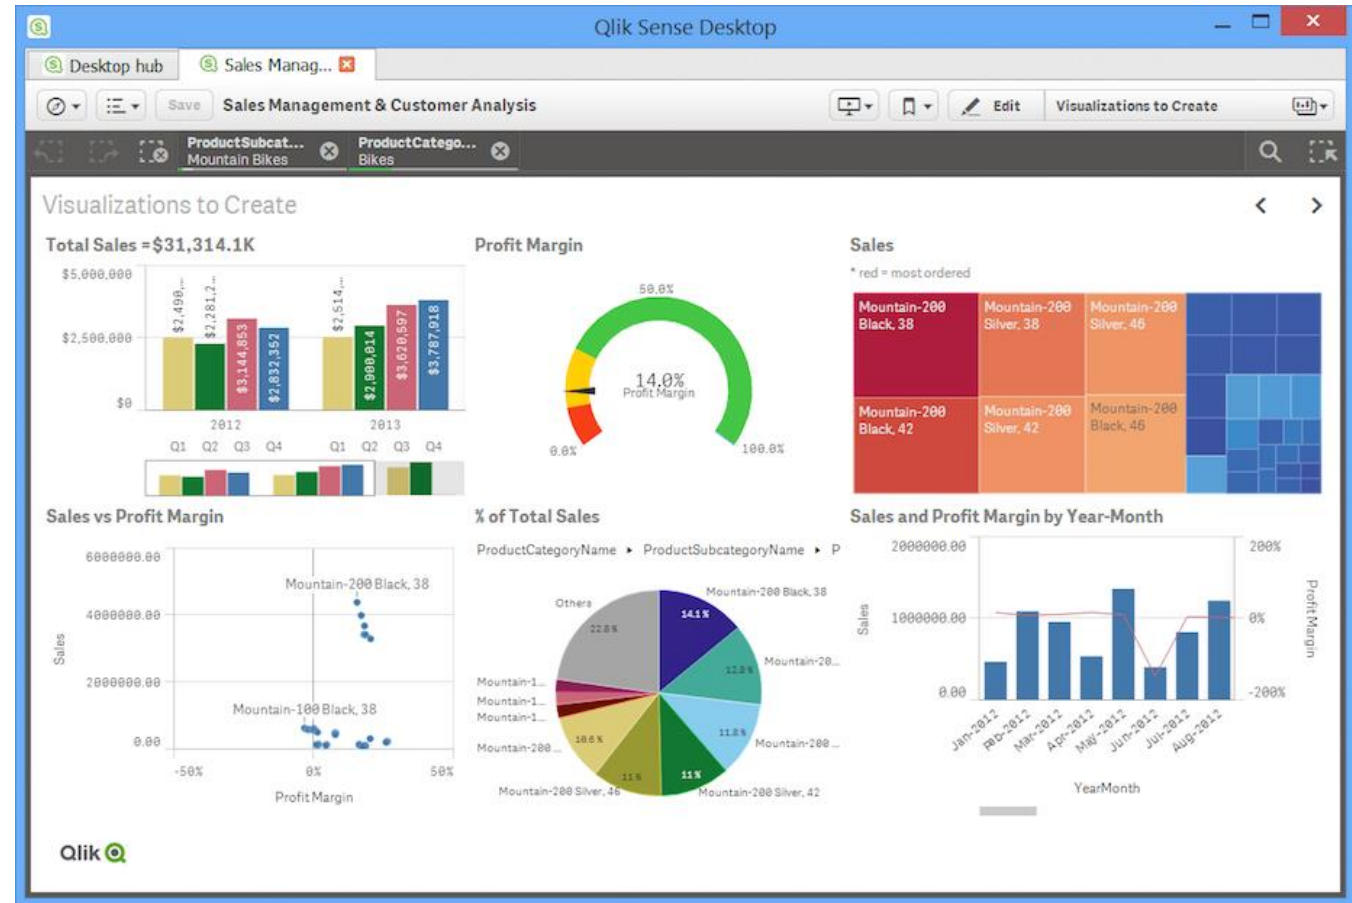 Qlik Sense Desktop
Desktop hub
Sales Manag...
Save
Sales Management & Customer Analysis
Edit
Visualizations to Create
ProductSubcat...
Mountain Bikes
ProductCatego...
Bikes
Visualizations to Create
Total Sales =$31,314.1K
$5,000,000
$2,500,000
$0
$2,490,...
$2,281,2...
$3,144,853
$2,832,352
$2,514,...
$2,900,014
$3,620,597
$3,787,918
2012
2013
Q1 Q2 Q3 Q4
Q1 Q2 Q3 Q4
Profit Margin
50.0%
14.0%
Profit Margin
0.0%
100.0%
Sales
* red = most ordered
Mountain-200
Black, 38
Mountain-200
Silver, 38
Mountain-200
Silver, 46
Mountain-200
Black, 42
Mountain-200
Silver, 42
Mountain-200
Black, 46
Sales vs Profit Margin
6000000.00
4000000.00
2000000.00
0.00
Sales
Mountain-200 Black, 38
Mountain-100 Black, 38
-50%
0%
50%
Profit Margin
% of Total Sales
ProductCategoryName ▸ ProductSubcategoryName ▸ P
Others
22.8%
Mountain-200 Black, 38
14.1%
Mountain-20...
Mountain-200 ...
11.8%
Mountain-200 Silver, 42
11%
Mountain-200 Silver, 46
11%
Mountain-200 ...
10.6%
Mountain-1...
Mountain-1...
Mountain-1...
Sales and Profit Margin by Year-Month
2000000.00
1000000.00
0.00
Sales
200%
0%
-200%
Profit Margin
Jan-2012
Feb-2012
Mar-2012
Apr-2012
May-2012
Jun-2012
Jul-2012
Aug-2012
YearMonth
Qlik